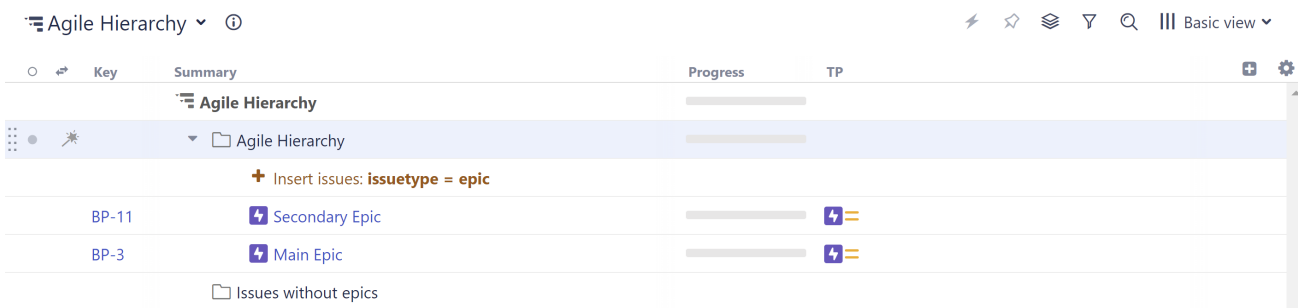 Agile Hierarchy Basic view
Key Summary Progress TP
Agile Hierarchy
Agile Hierarchy
Insert issues: issuetype = epic
BP-11 Secondary Epic
BP-3 Main Epic
Issues without epics